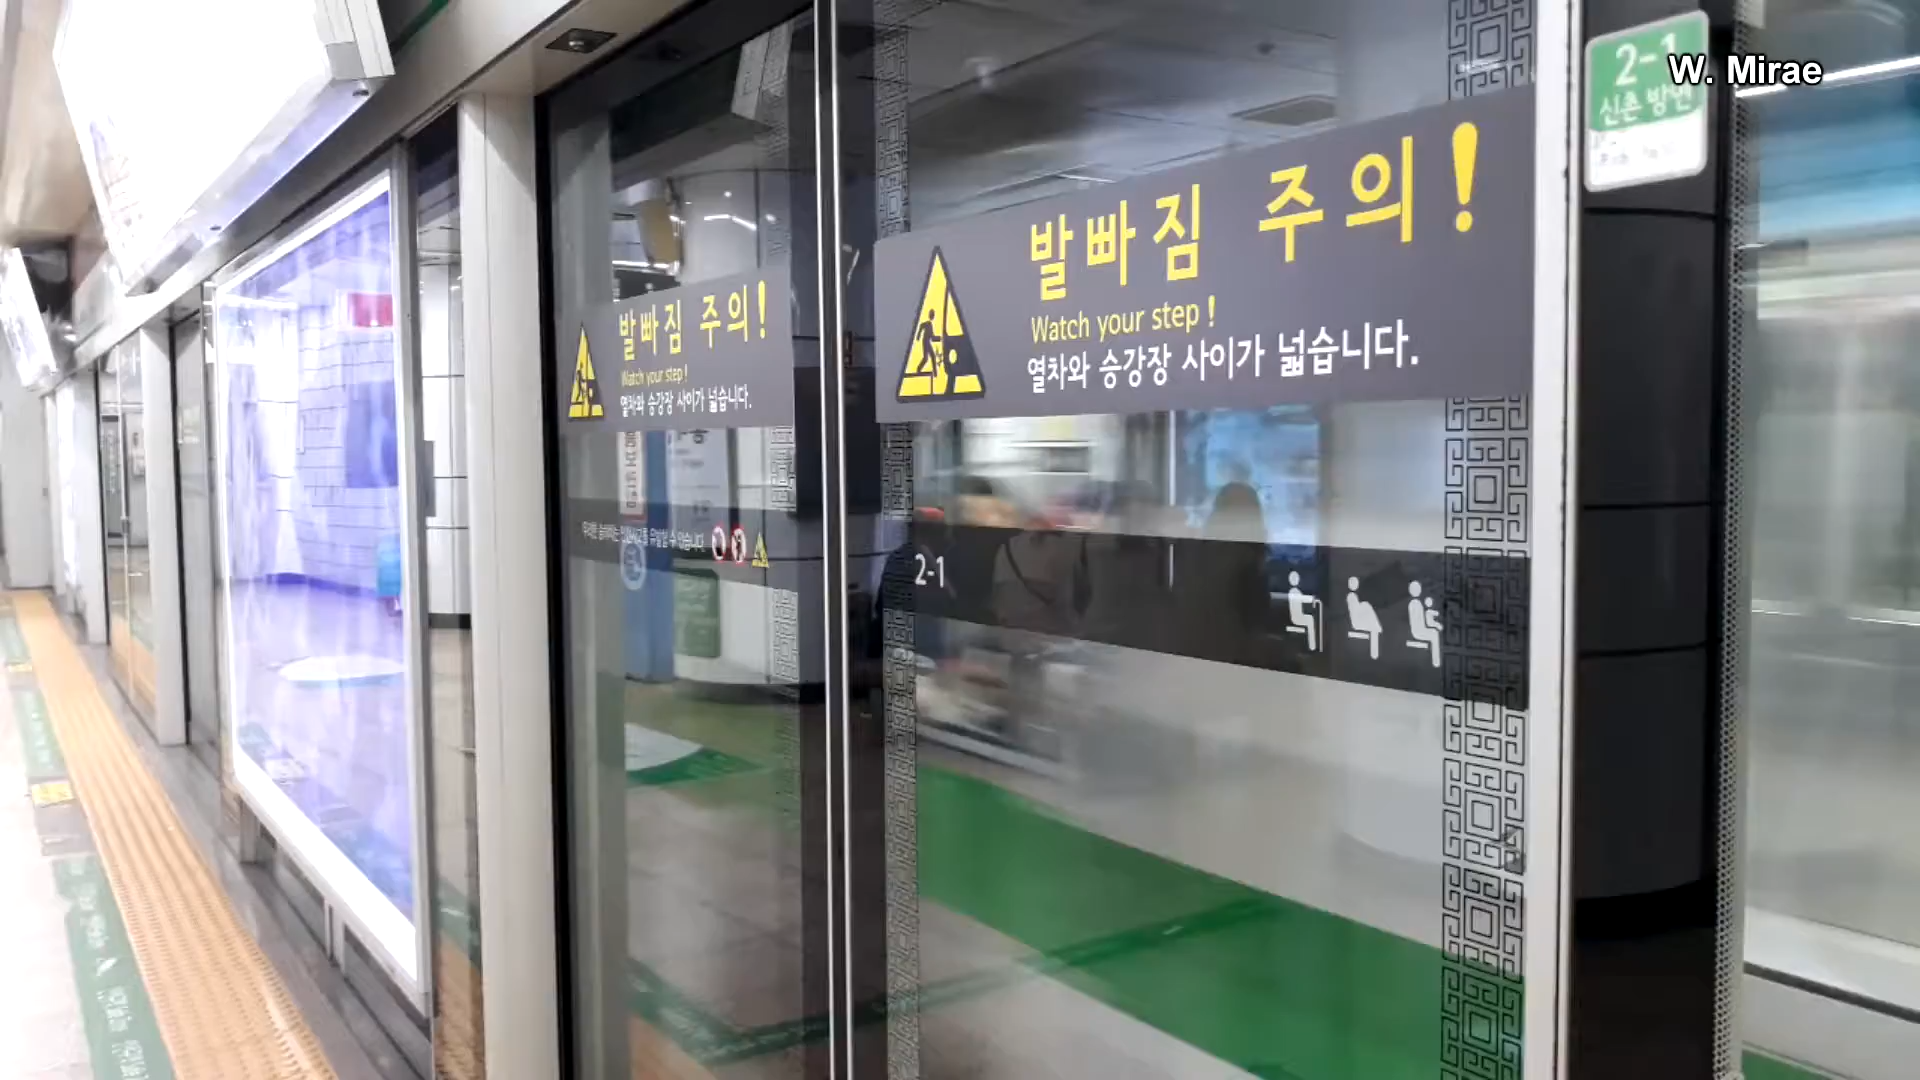 W. Mirae
2-1
신촌 방면
발빠짐 주의!
Watch your step !
열차와 승강장 사이가 넓습니다.
발빠짐 주의!
Watch your step !
열차와 승강장 사이가 넓습니다.
2-1